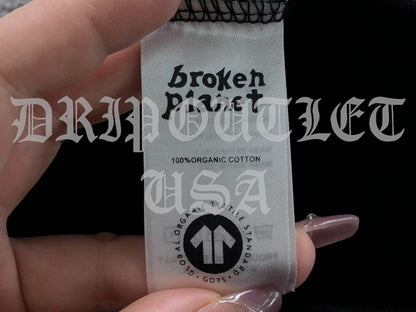 broken
planet
DRIPOUTLET
100% ORGANIC COTTON
USA
GLOBAL ORGANIC TEXTILE STANDARD · GOTS ·